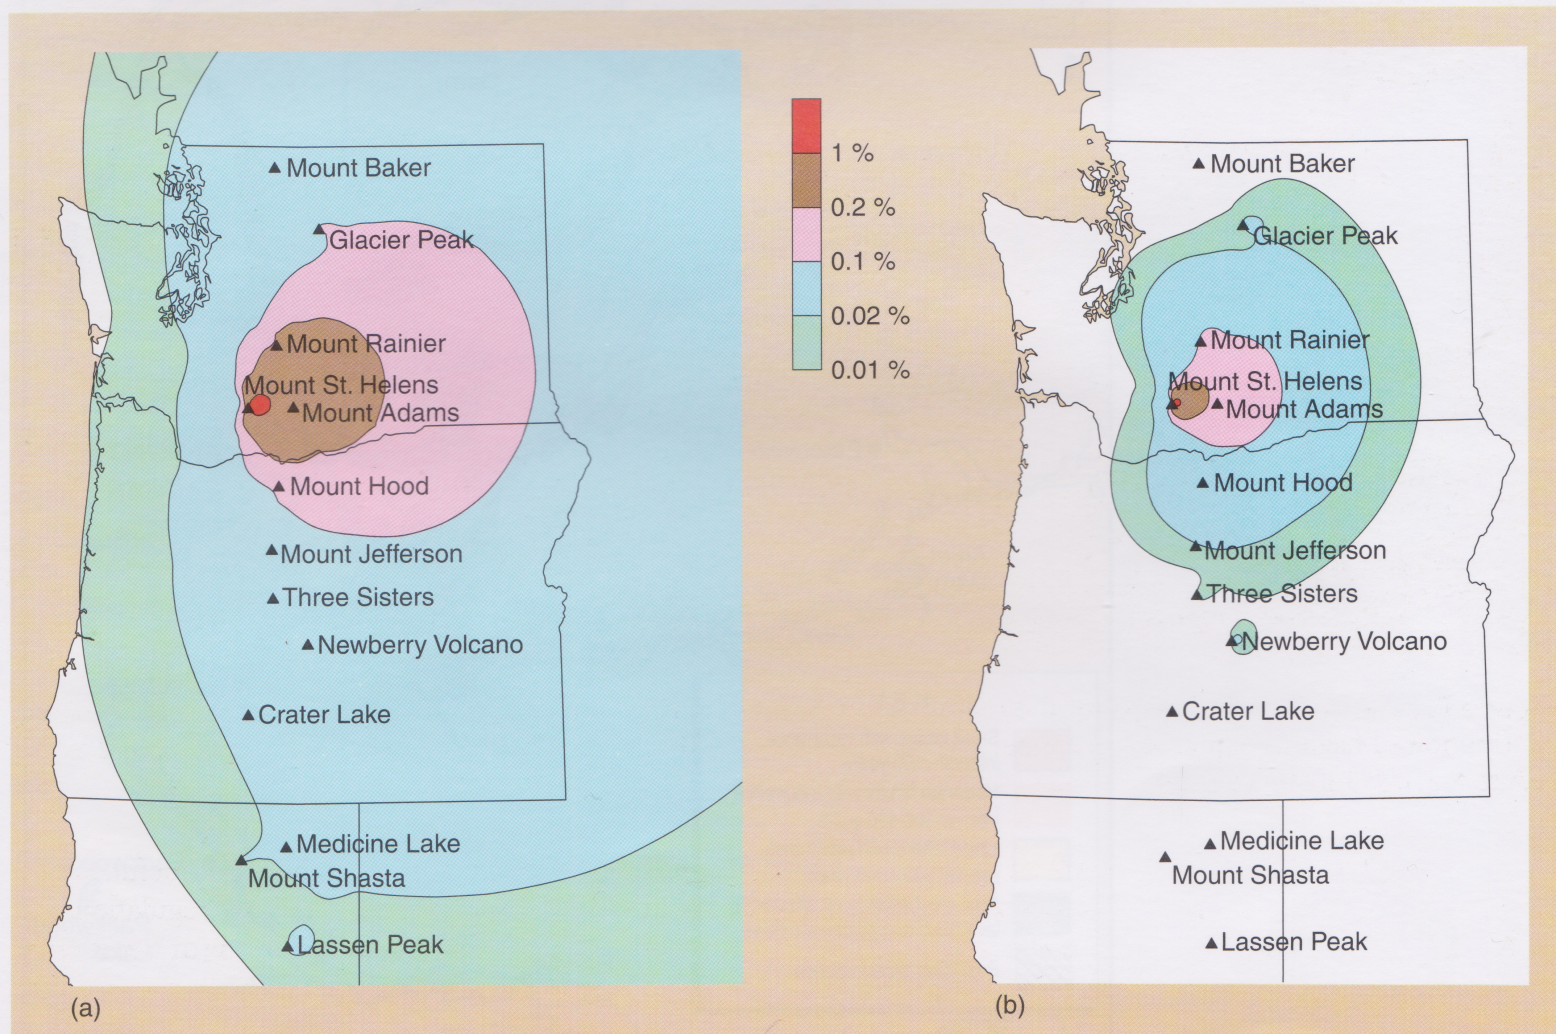 Mount Baker
Glacier Peak
Mount Rainier
Mount St. Helens
Mount Adams
Mount Hood
Mount Jefferson
Three Sisters
Newberry Volcano
Crater Lake
Medicine Lake
Mount Shasta
Lassen Peak
(a)
1 %
0.2 %
0.1 %
0.02 %
0.01 %
Mount Baker
Glacier Peak
Mount Rainier
Mount St. Helens
Mount Adams
Mount Hood
Mount Jefferson
Three Sisters
Newberry Volcano
Crater Lake
Medicine Lake
Mount Shasta
Lassen Peak
(b)